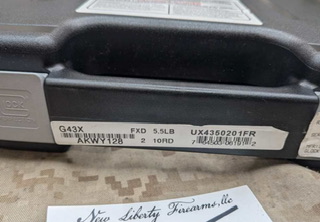 G43X FXD 5.5LB UX4350201FR
AKWY128 2 10RD
New Liberty Firearms, llc